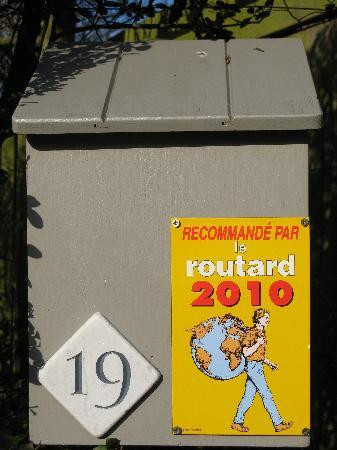 RECOMMANDÉ PAR
le
routard
2010
19